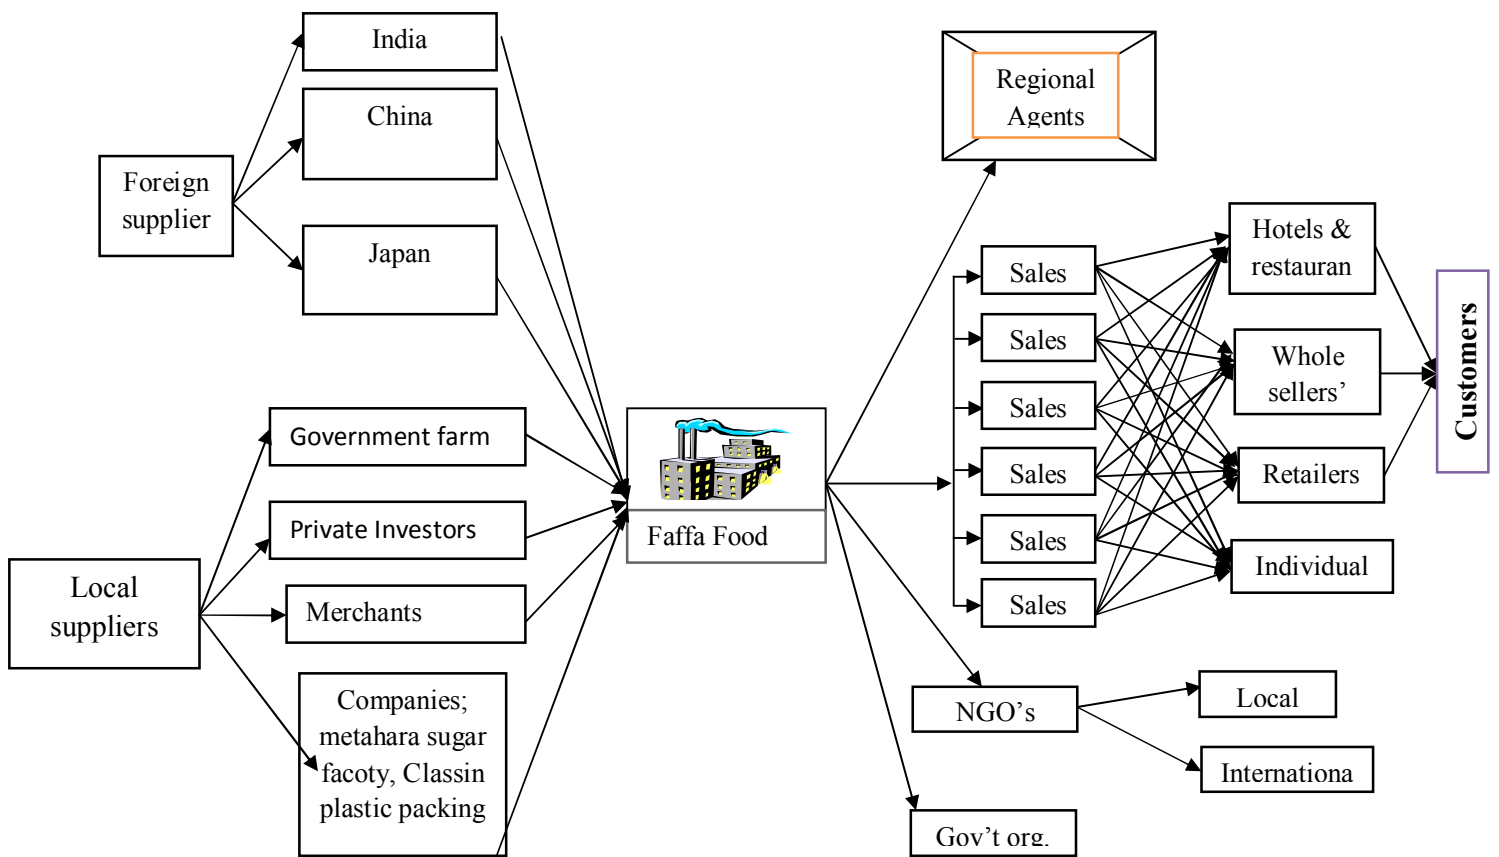 India
China
Foreign
supplier
Japan
Government farm
Private Investors
Local
suppliers
Merchants
Companies;
metahara sugar
facoty, Classin
plastic packing
Faffa Food
Regional
Agents
Sales
Sales
Sales
Sales
Sales
Sales
Hotels &
restauran
Whole
sellers’
Retailers
Individual
Customers
NGO’s
Local
Internationa
Gov’t org.